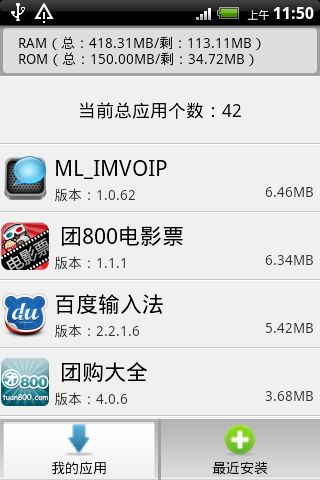 上午 11:50
RAM ( 总：418.31MB/剩：113.11MB )
ROM ( 总：150.00MB/剩：34.72MB )
当前总应用个数：42
ML_IMVOIP
版本：1.0.62
6.46MB
团800电影票
电影票
版本：1.1.1
6.34MB
百度输入法
du
版本：2.2.1.6
5.42MB
团购大全
团800
tuan800.com
版本：4.0.6
3.68MB
我的应用
最近安装